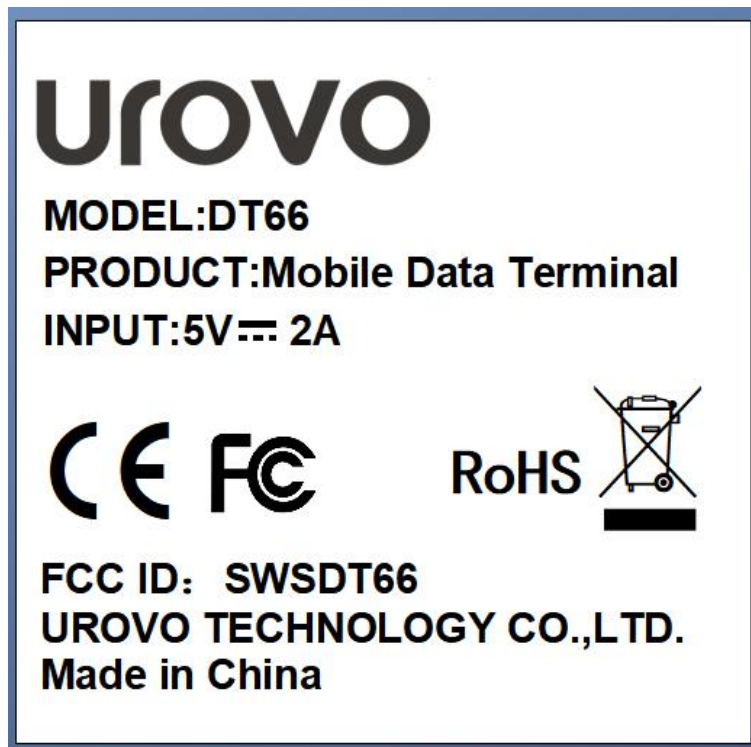 urovo
MODEL:DT66
PRODUCT:Mobile Data Terminal
INPUT:5V⎓ 2A
CE FC RoHS
FCC ID： SWSDT66
UROVO TECHNOLOGY CO.,LTD.
Made in China